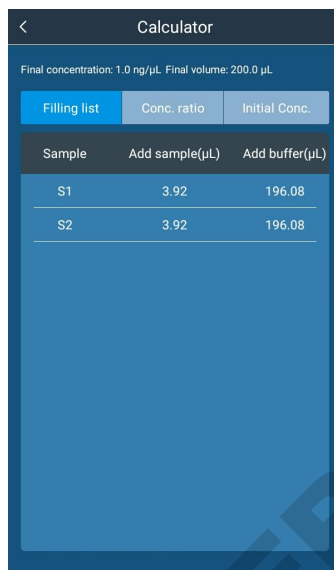 Calculator
Final concentration: 1.0 ng/µL Final volume: 200.0 µL
Filling list Conc. ratio Initial Conc.
Sample Add sample(µL) Add buffer(µL)
S1 3.92 196.08
S2 3.92 196.08